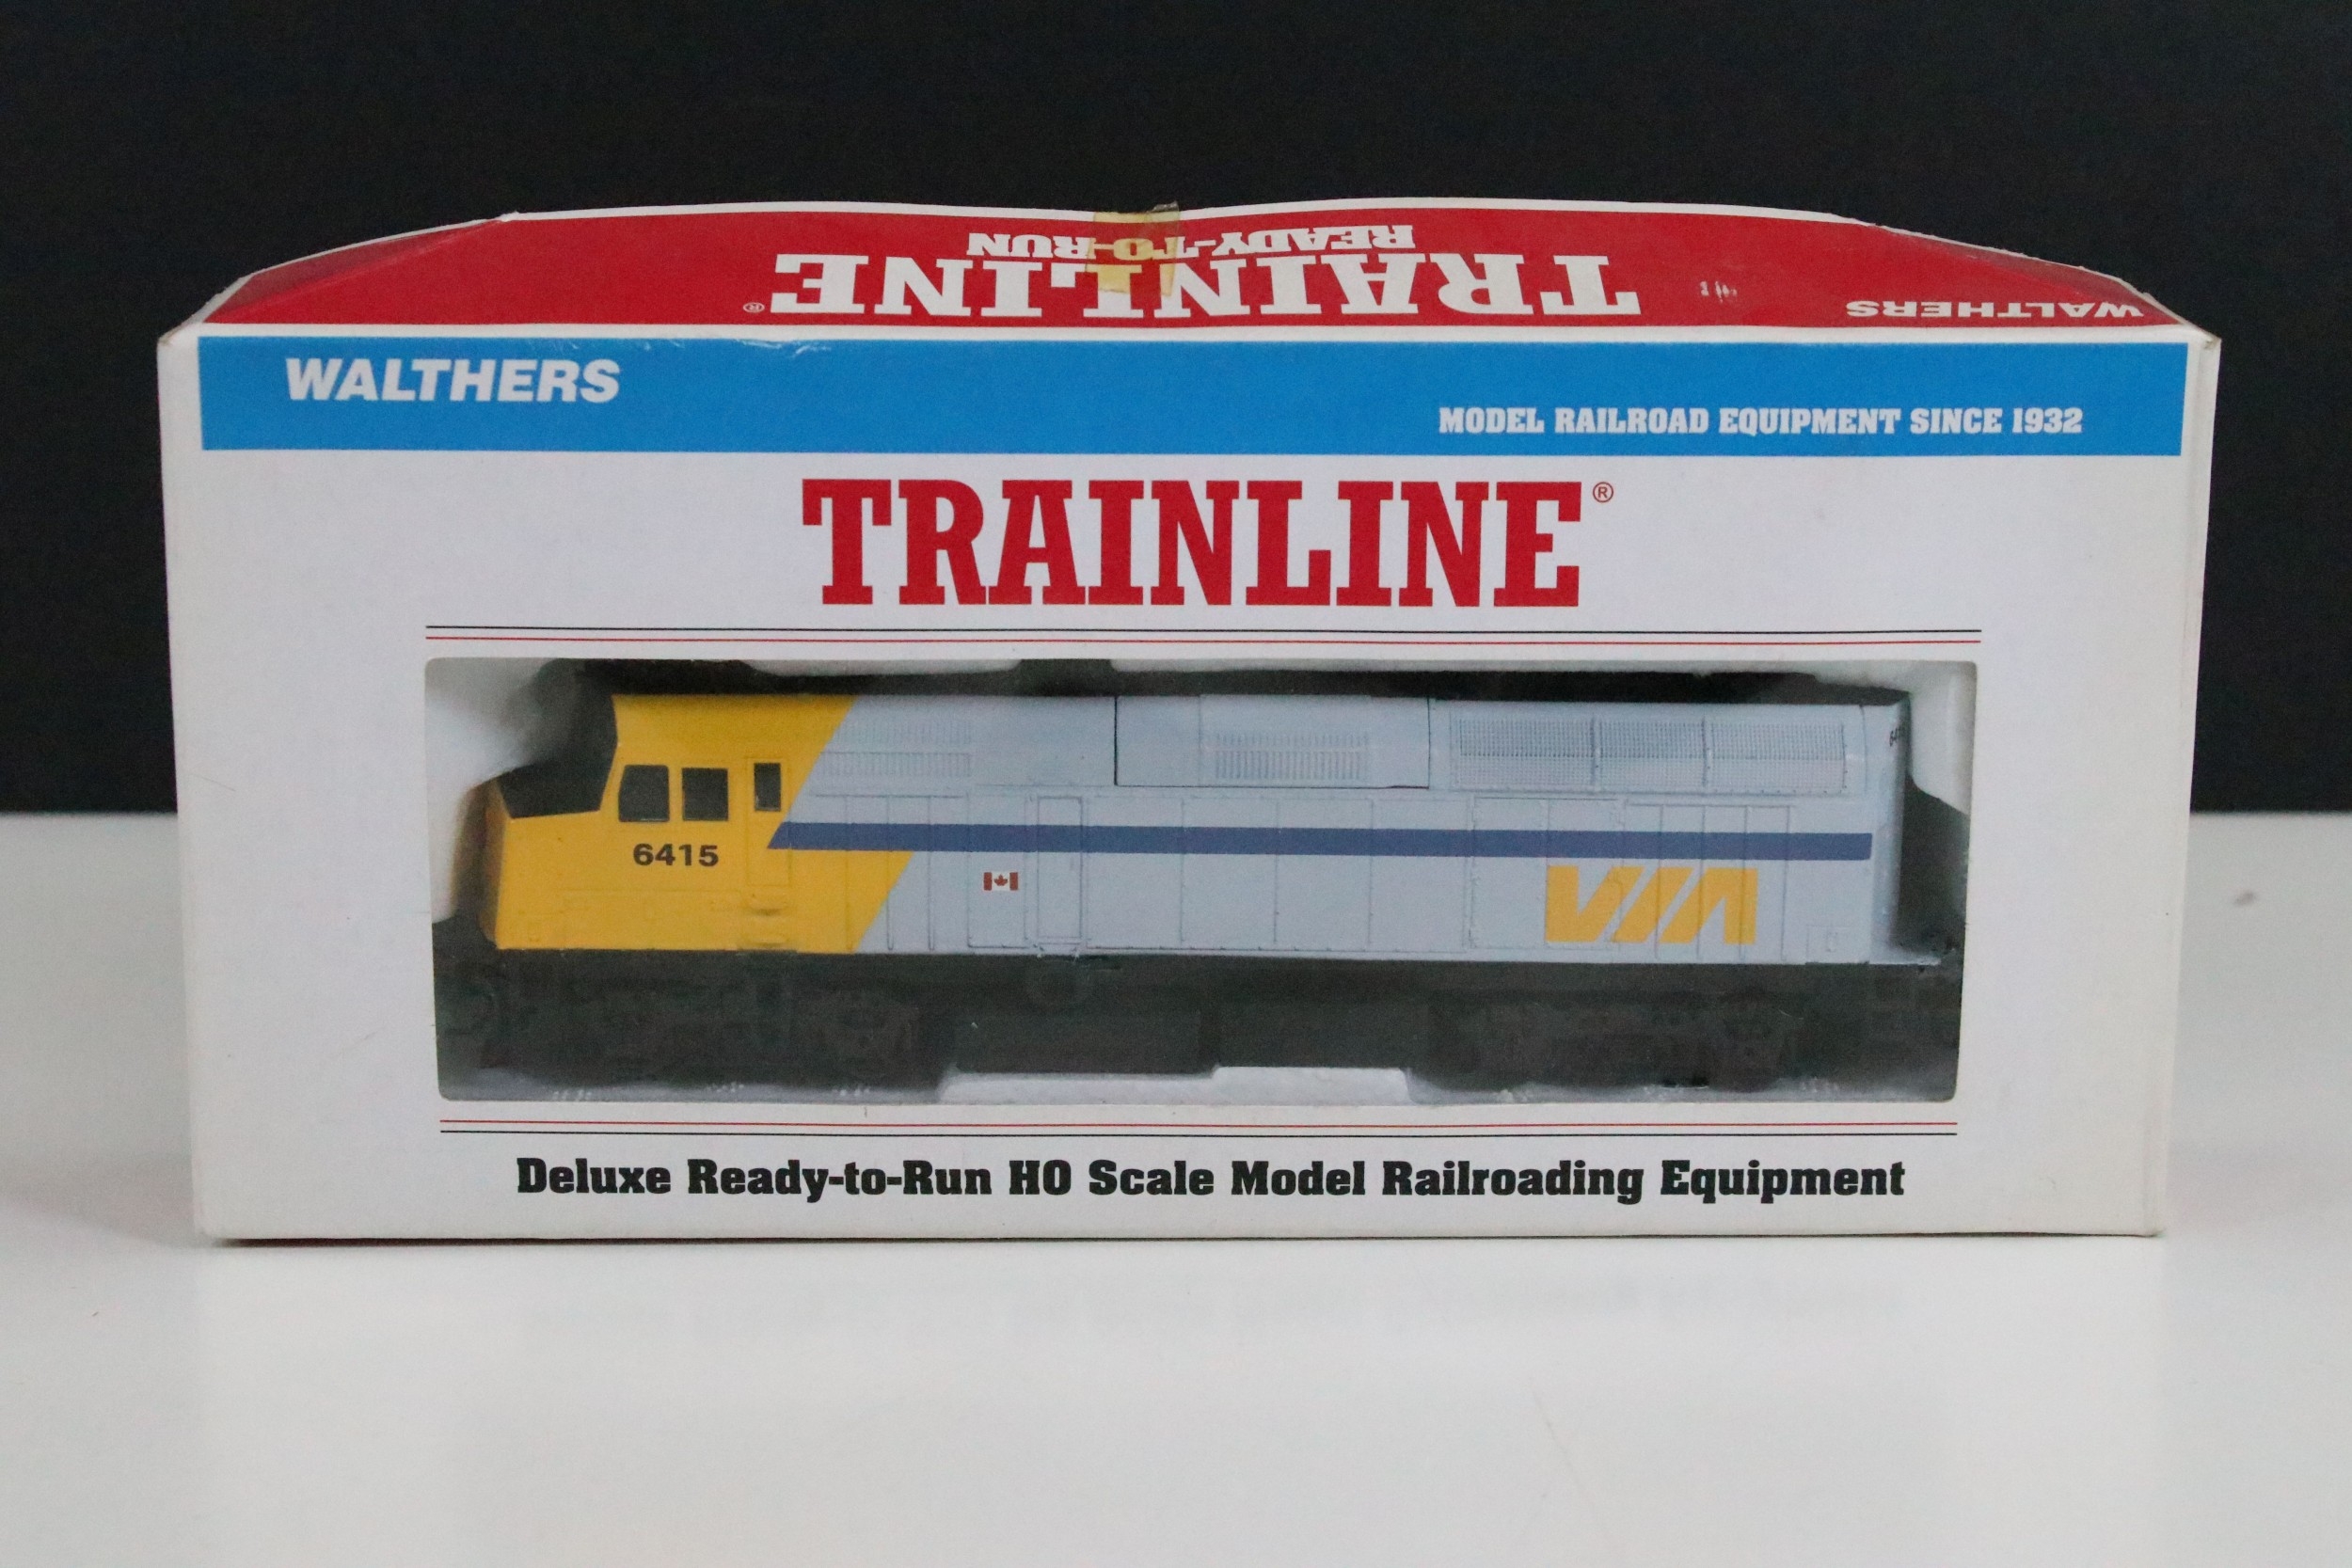 READY-TO-RUN
TRAINLINE®
WALTHERS
WALTHERS
MODEL RAILROAD EQUIPMENT SINCE 1932
TRAINLINE®
6415
VIA
Deluxe Ready-to-Run HO Scale Model Railroading Equipment